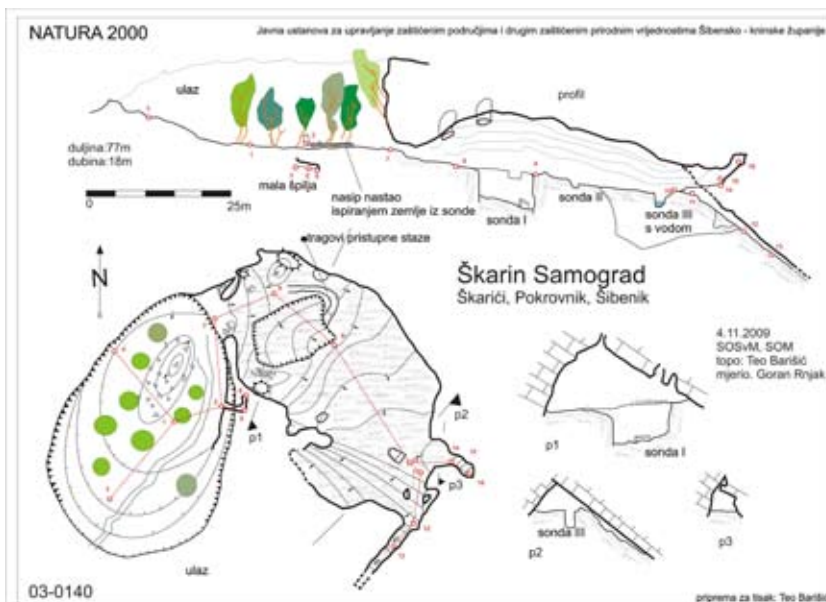 NATURA 2000
Javna ustanova za upravljanje zaštićenim područjima i drugim zaštićenim prirodnim vrijednostima Šibensko - kninske županije
ulaz
profil
duljina:77m
dubina:18m
0
25m
mala špilja
nasip nastao
ispiranjem zemlje iz sonde
sonda I
sonda II
sonda III
s vodom
tragovi pristupne staze
N
Škarin Samograd
Škarići, Pokrovnik, Šibenik
4.11.2009
SOSvM, SOM
topo: Teo Barišić
mjerio. Goran Rnjak
p1
p2
p3
p1
sonda I
sonda III
p2
p3
ulaz
03-0140
priprema za tisak: Teo Barišić